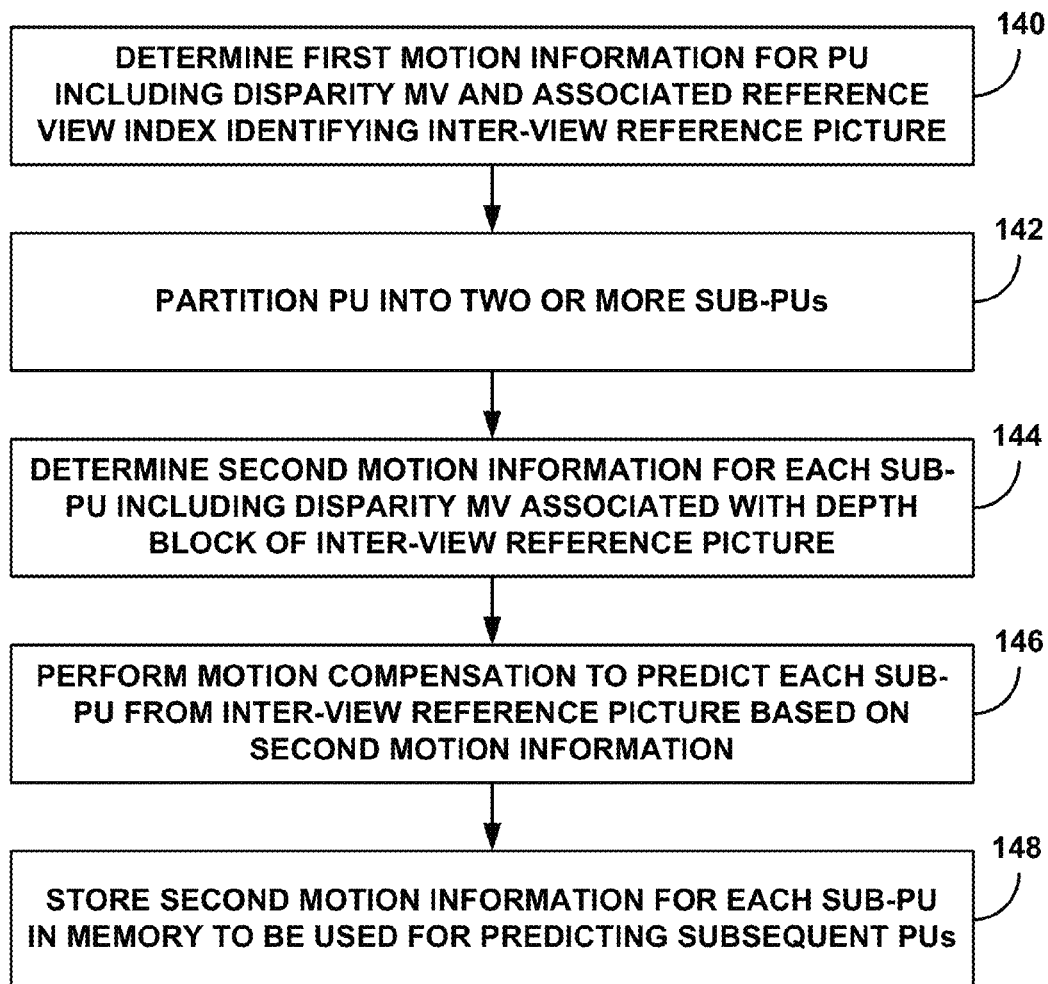 140
DETERMINE FIRST MOTION INFORMATION FOR PU
INCLUDING DISPARITY MV AND ASSOCIATED REFERENCE
VIEW INDEX IDENTIFYING INTER-VIEW REFERENCE PICTURE
142
PARTITION PU INTO TWO OR MORE SUB-PUs
144
DETERMINE SECOND MOTION INFORMATION FOR EACH SUB-
PU INCLUDING DISPARITY MV ASSOCIATED WITH DEPTH
BLOCK OF INTER-VIEW REFERENCE PICTURE
146
PERFORM MOTION COMPENSATION TO PREDICT EACH SUB-
PU FROM INTER-VIEW REFERENCE PICTURE BASED ON
SECOND MOTION INFORMATION
148
STORE SECOND MOTION INFORMATION FOR EACH SUB-PU
IN MEMORY TO BE USED FOR PREDICTING SUBSEQUENT PUs